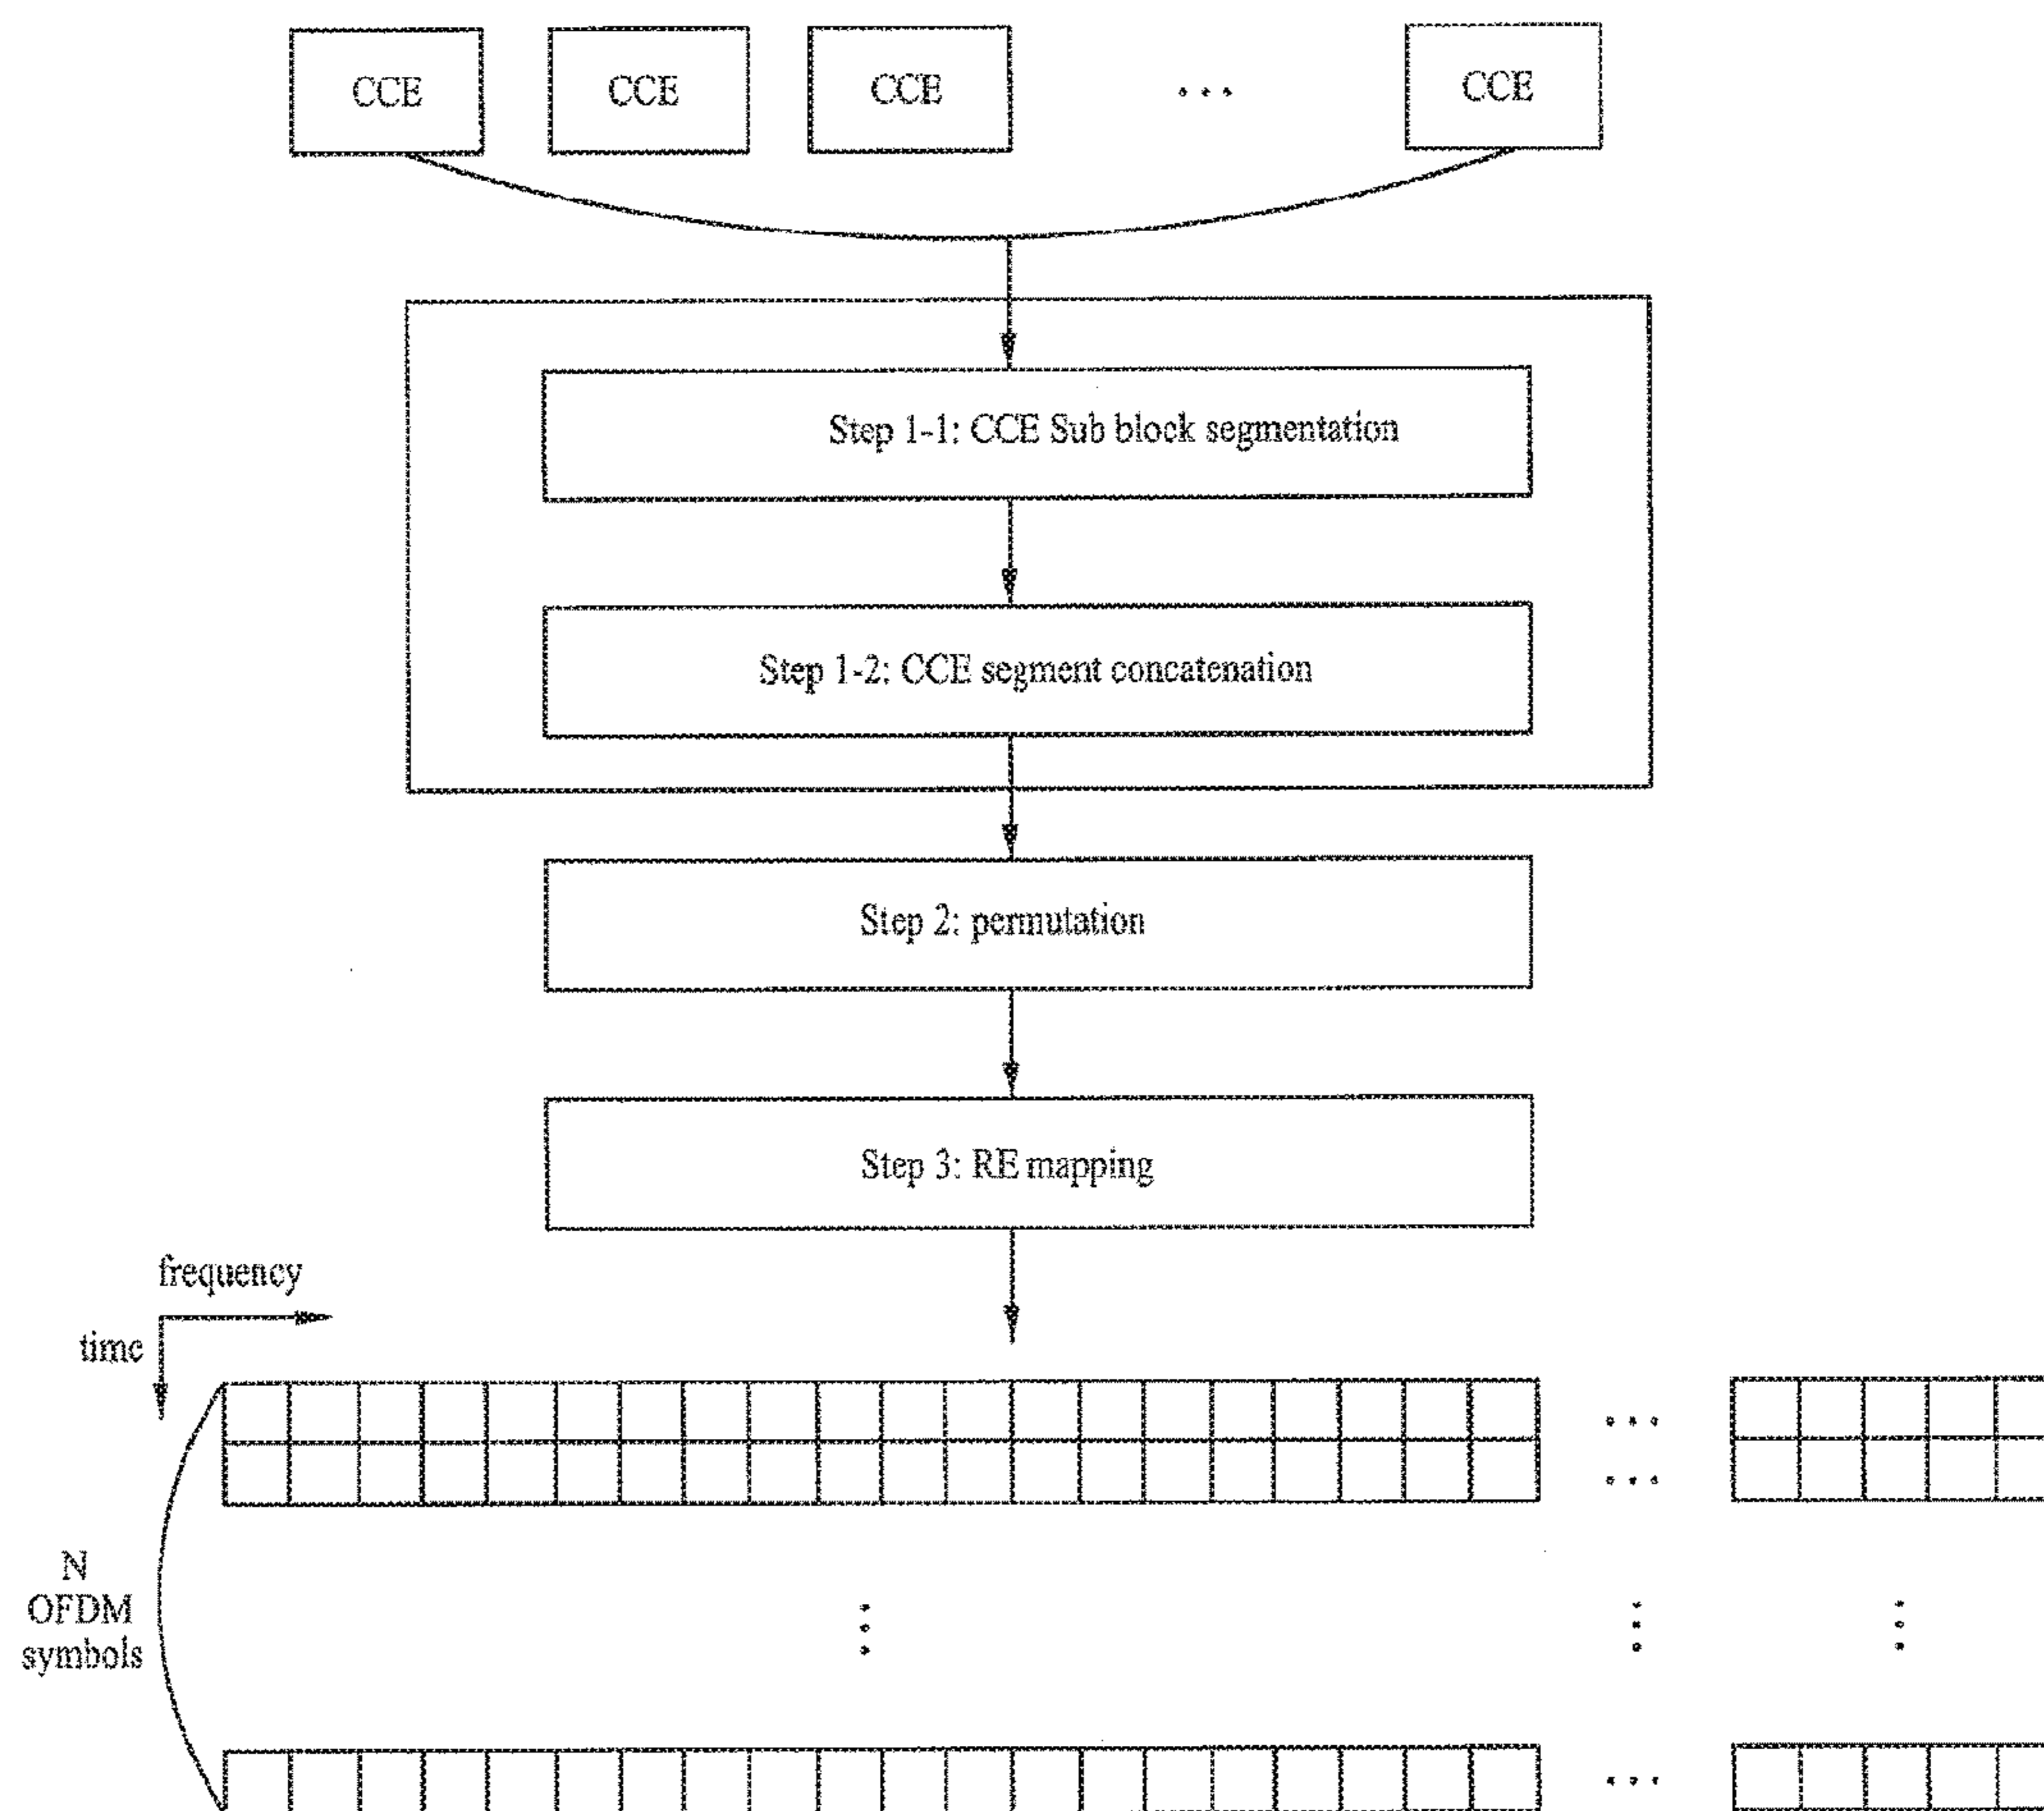 CCE CCE CCE ... CCE
Step 1-1: CCE Sub block segmentation
Step 1-2: CCE segment concatenation
Step 2: permutation
Step 3: RE mapping
frequency
time
N
OFDM
symbols